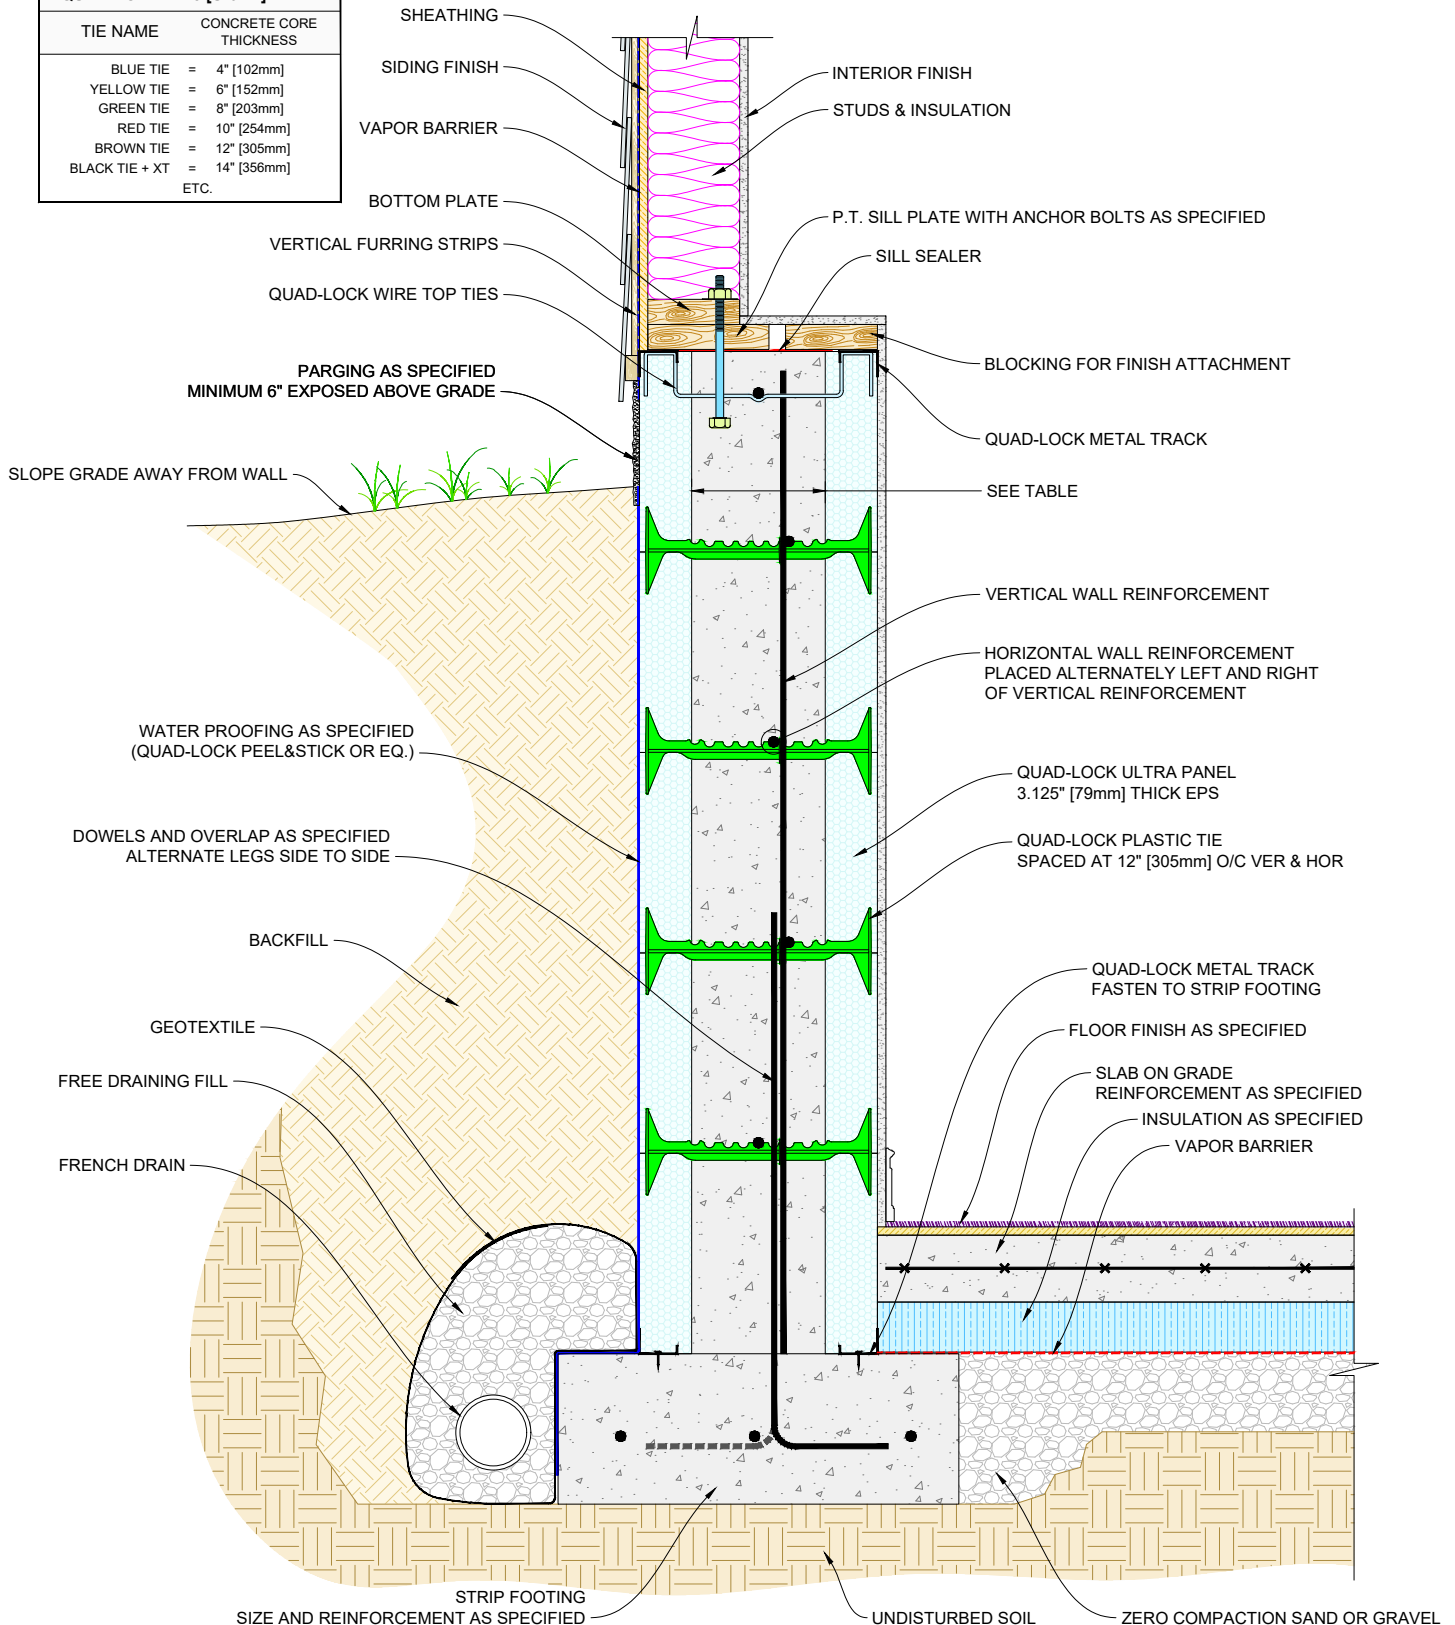 TIE NAME
CONCRETE CORE
THICKNESS
BLUE TIE = 4" [102mm]
YELLOW TIE = 6" [152mm]
GREEN TIE = 8" [203mm]
RED TIE = 10" [254mm]
BROWN TIE = 12" [305mm]
BLACK TIE + XT = 14" [356mm]
ETC.
SHEATHING
SIDING FINISH
VAPOR BARRIER
BOTTOM PLATE
VERTICAL FURRING STRIPS
QUAD-LOCK WIRE TOP TIES
PARGING AS SPECIFIED
MINIMUM 6" EXPOSED ABOVE GRADE
SLOPE GRADE AWAY FROM WALL
WATER PROOFING AS SPECIFIED
(QUAD-LOCK PEEL&STICK OR EQ.)
DOWELS AND OVERLAP AS SPECIFIED
ALTERNATE LEGS SIDE TO SIDE
BACKFILL
GEOTEXTILE
FREE DRAINING FILL
FRENCH DRAIN
STRIP FOOTING
SIZE AND REINFORCEMENT AS SPECIFIED
INTERIOR FINISH
STUDS & INSULATION
P.T. SILL PLATE WITH ANCHOR BOLTS AS SPECIFIED
SILL SEALER
BLOCKING FOR FINISH ATTACHMENT
QUAD-LOCK METAL TRACK
SEE TABLE
VERTICAL WALL REINFORCEMENT
HORIZONTAL WALL REINFORCEMENT
PLACED ALTERNATELY LEFT AND RIGHT
OF VERTICAL REINFORCEMENT
QUAD-LOCK ULTRA PANEL
3.125" [79mm] THICK EPS
QUAD-LOCK PLASTIC TIE
SPACED AT 12" [305mm] O/C VER & HOR
QUAD-LOCK METAL TRACK
FASTEN TO STRIP FOOTING
FLOOR FINISH AS SPECIFIED
SLAB ON GRADE
REINFORCEMENT AS SPECIFIED
INSULATION AS SPECIFIED
VAPOR BARRIER
UNDISTURBED SOIL
ZERO COMPACTION SAND OR GRAVEL